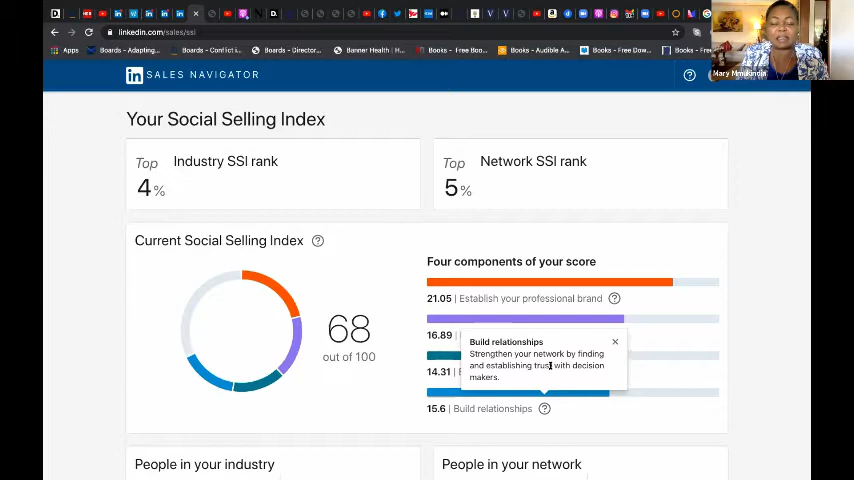 linkedin.com/sales/ssi
Apps
Boards - Adapting...
Boards - Conflict i...
Boards - Director...
Banner Health | H...
Books - Free Boo...
Books - Audible A...
Books - Free Dow...
Books - Free
Mary Mmukindia
in SALES NAVIGATOR
Your Social Selling Index
Top
4%
Industry SSI rank
Top
5%
Network SSI rank
Current Social Selling Index
68
out of 100
Four components of your score
21.05 | Establish your professional brand
16.89 |
Build relationships
Strengthen your network by finding
and establishing trust with decision
makers.
14.31 |
15.6 | Build relationships
People in your industry
People in your network